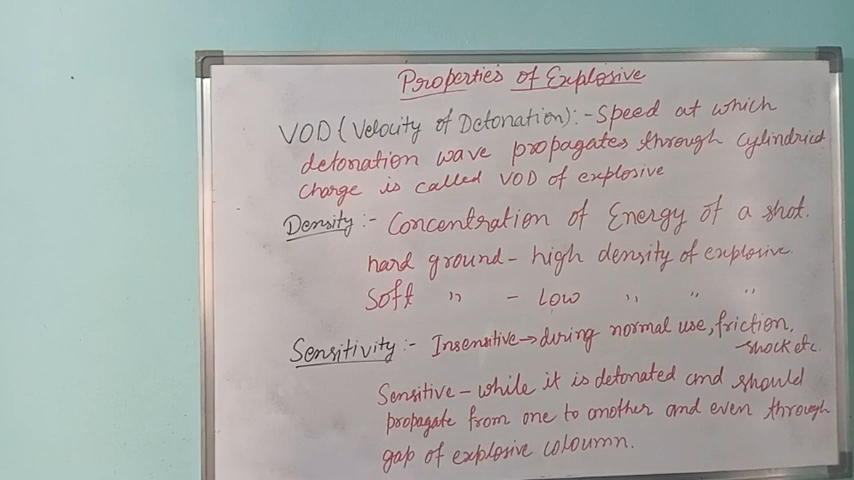 Properties of Explosive
VOD (Velocity of Detonation) :- Speed at which
detonation wave propagates through cylindrical
charge is called VOD of explosive
Density :- Concentration of Energy of a shot.
hard ground - high density of explosive.
Soft " - Low " " "
Sensitivity :- Insensitive → during normal use, friction,
shock etc.
Sensitive - while it is detonated and should
propagate from one to another and even through
gap of explosive coloumn.